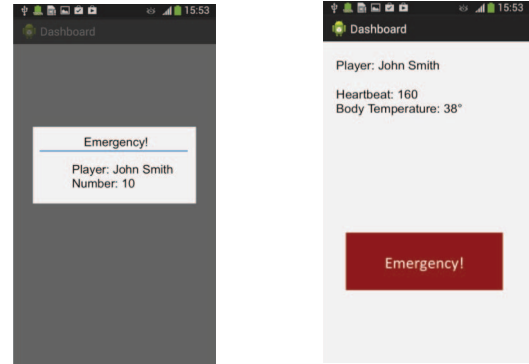 15:53
Dashboard
Emergency!
Player: John Smith
Number: 10
15:53
Dashboard
Player: John Smith
Heartbeat: 160
Body Temperature: 38°
Emergency!